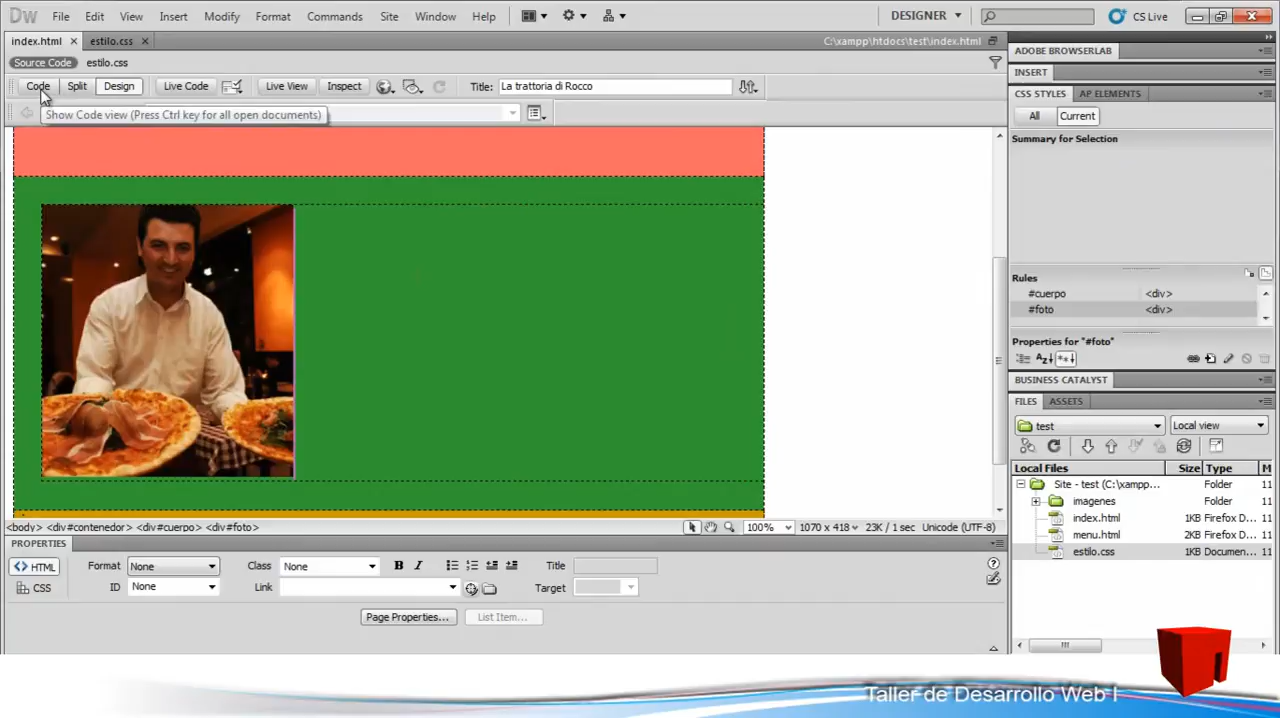 Dw File Edit View Insert Modify Format Commands Site Window Help DESIGNER CS Live
index.html estilo.css C:\xampp\htdocs\test\index.html
Source Code estilo.css
Code Split Design Live Code Live View Inspect Title: La trattoria di Rocco
Show Code view (Press Ctrl key for all open documents)
ADOBE BROWSERLAB
INSERT
CSS STYLES AP ELEMENTS
All Current
Summary for Selection
Rules
#cuerpo <div>
#foto <div>
Properties for "#foto"
BUSINESS CATALYST
FILES ASSETS
test Local view
Local Files Size Type M
Site - test (C:\xampp... Folder 11
imagenes Folder 11
index.html 1KB Firefox D... 11
menu.html 2KB Firefox D... 11
estilo.css 1KB Documen... 11
<body> <div#contenedor> <div#cuerpo> <div#foto> 100% 1070 x 418 23K / 1 sec Unicode (UTF-8)
PROPERTIES
<> HTML Format None Class None B I Title
CSS ID None Link Target
Page Properties... List Item...
Taller de Desarrollo Web I